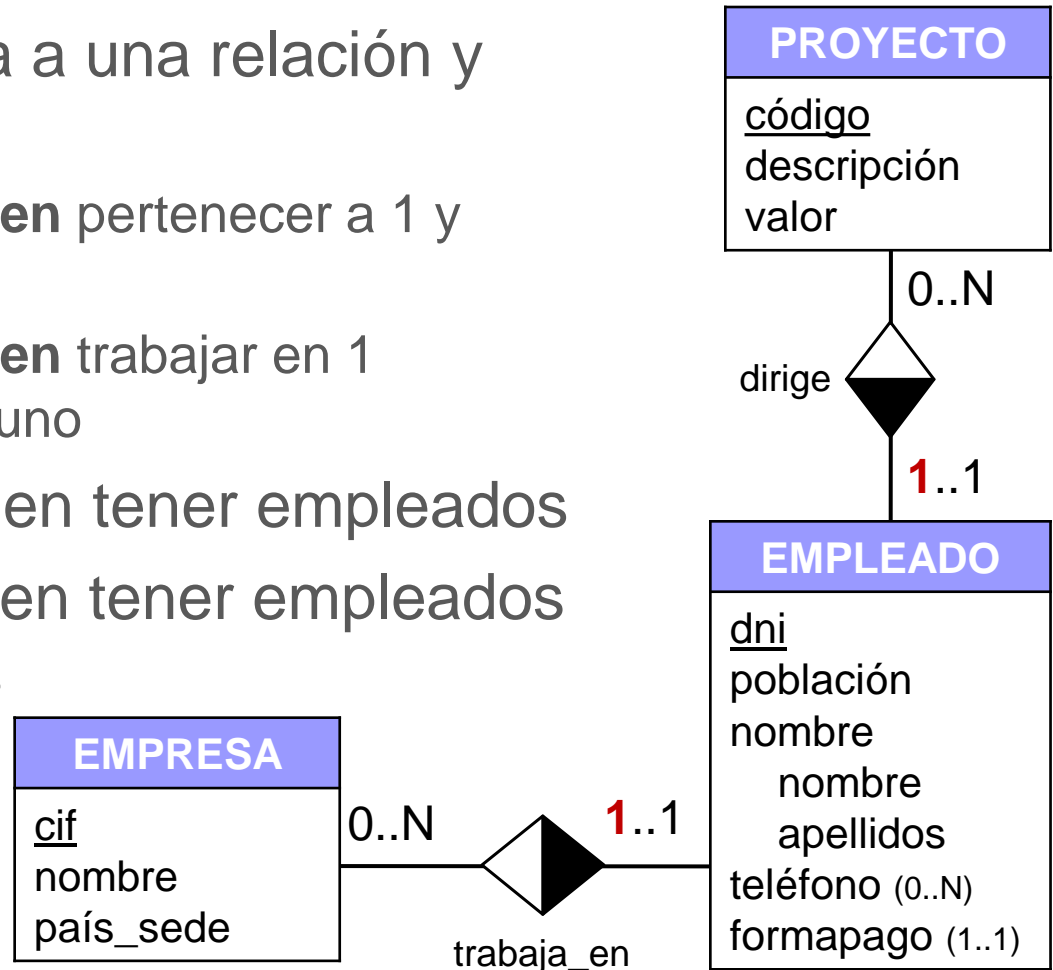 a a una relación y
en pertenecer a 1 y
en trabajar en 1
uno
en tener empleados
en tener empleados
PROYECTO
código
descripción
valor
0..N
dirige
1..1
EMPLEADO
dni
población
nombre
nombre
apellidos
teléfono (0..N)
formapago (1..1)
EMPRESA
cif
nombre
país_sede
0..N
1..1
trabaja_en